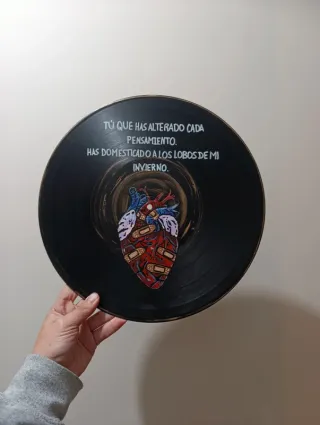 TÚ QUE HAS ALTERADO CADA
PENSAMIENTO.
HAS DOMESTICADO A LOS LOBOS DE MI
INVIERNO.